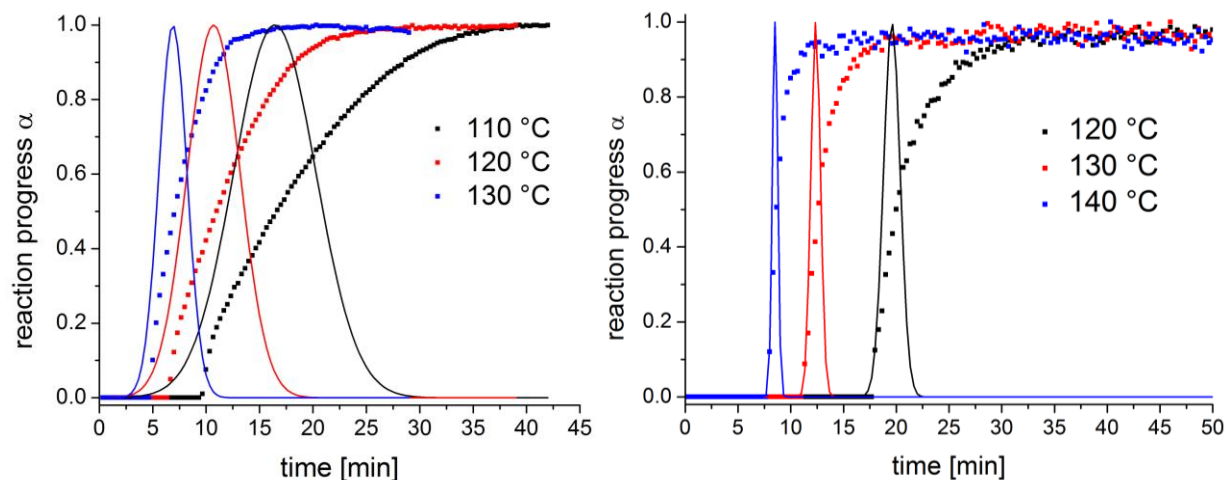 reaction progress α
1.0
0.8
0.6
0.4
0.2
0.0
110 °C
120 °C
130 °C
0 5 10 15 20 25 30 35 40 45
time [min]
reaction progress α
1.0
0.8
0.6
0.4
0.2
0.0
120 °C
130 °C
140 °C
0 5 10 15 20 25 30 35 40 45 50
time [min]